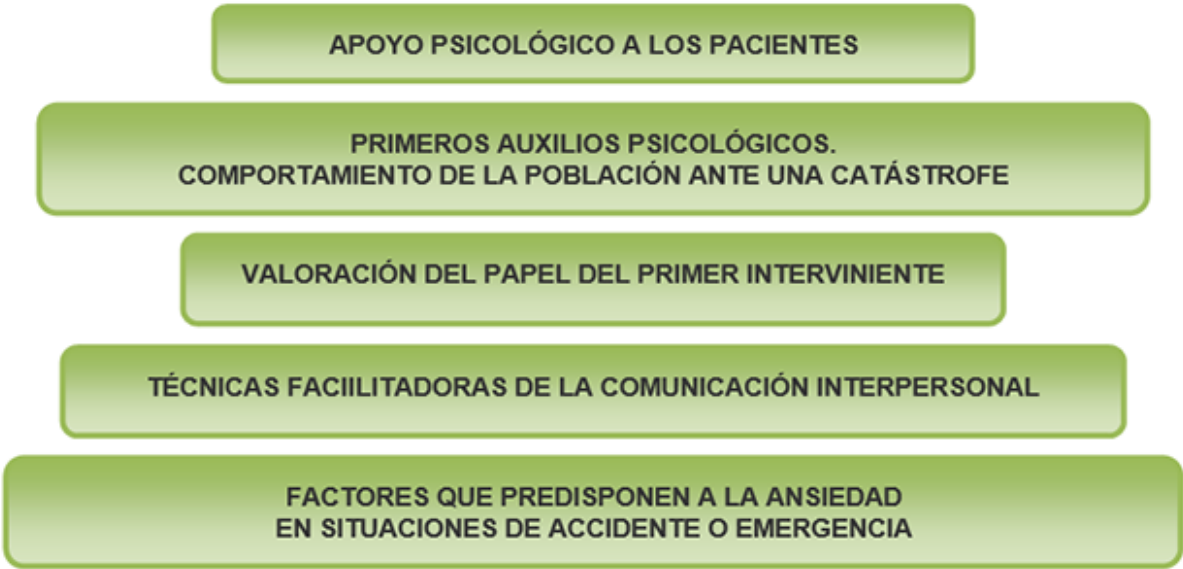 APOYO PSICOLÓGICO A LOS PACIENTES
PRIMEROS AUXILIOS PSICOLÓGICOS.
COMPORTAMIENTO DE LA POBLACIÓN ANTE UNA CATÁSTROFE
VALORACIÓN DEL PAPEL DEL PRIMER INTERVINIENTE
TÉCNICAS FACIILITADORAS DE LA COMUNICACIÓN INTERPERSONAL
FACTORES QUE PREDISPONEN A LA ANSIEDAD
EN SITUACIONES DE ACCIDENTE O EMERGENCIA